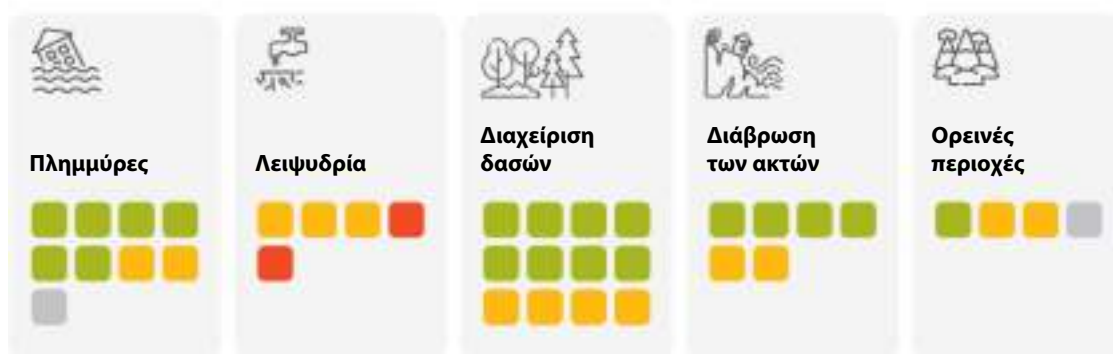 Πλημμύρες
Λειψυδρία
Διαχείριση
δασών
Διάβρωση
των ακτών
Ορεινές
περιοχές